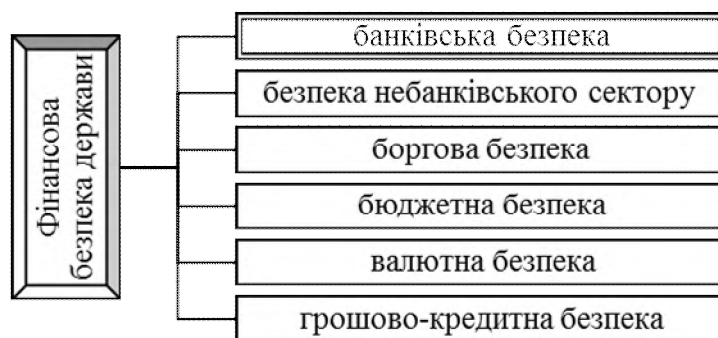 Фінансова
безпека держави
банківська безпека
безпека небанківського сектору
боргова безпека
бюджетна безпека
валютна безпека
грошово-кредитна безпека